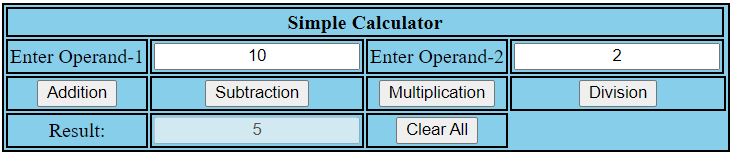 Simple Calculator
Enter Operand-1 10 Enter Operand-2 2
Addition Subtraction Multiplication Division
Result: 5 Clear All